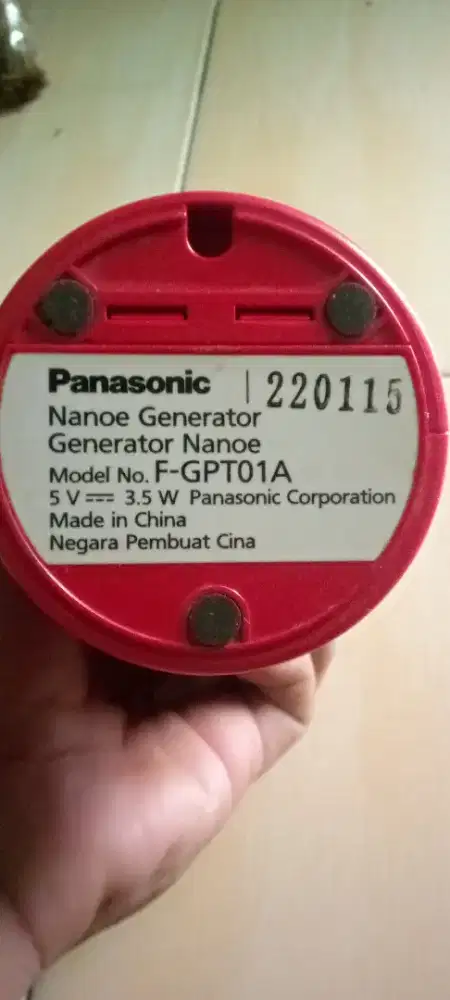 Panasonic | 220115
Nanoe Generator
Generator Nanoe
Model No. F-GPT01A
5 V ⎓ 3.5 W Panasonic Corporation
Made in China
Negara Pembuat Cina